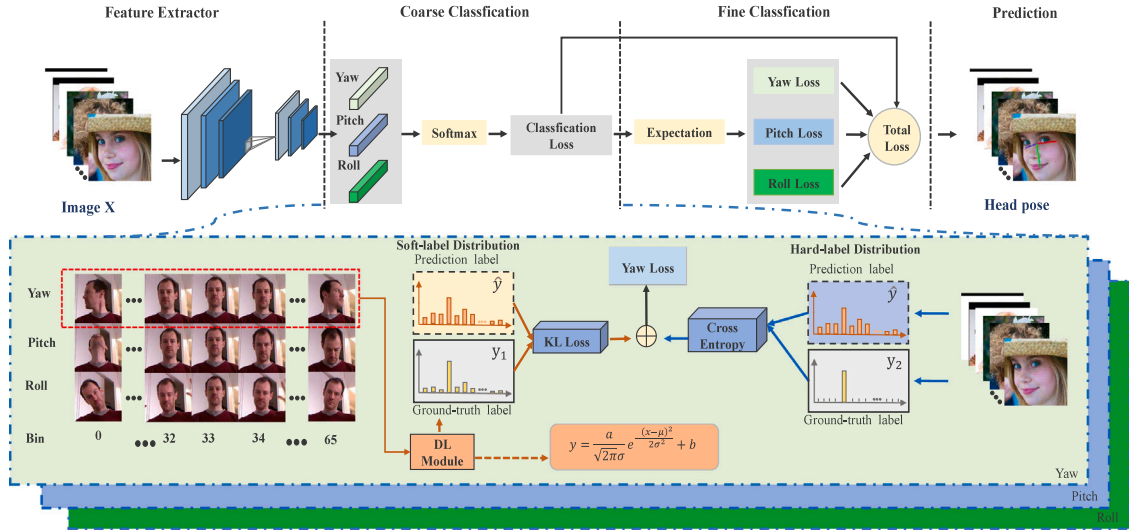 Feature Extractor
Coarse Classfication
Fine Classfication
Prediction
Yaw
Pitch
Roll
Softmax
Classfication
Loss
Expectation
Yaw Loss
Pitch Loss
Roll Loss
Total
Loss
Image X
Head pose
Soft-label Distribution
Prediction label
ŷ
Yaw Loss
Hard-label Distribution
Prediction label
ŷ
Yaw
Pitch
Roll
Bin
0
●●● 32 33 34 ●●● 65
KL Loss
Cross
Entropy
y₁
Ground-truth label
y₂
Ground-truth label
DL
Module
y = a/(√2πσ) e^((x−μ)²/2σ²) + b
Yaw
Pitch
Roll